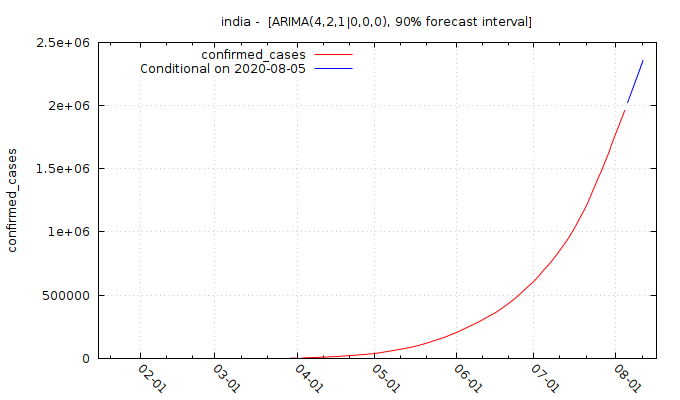 india -  [ARIMA(4,2,1|0,0,0), 90% forecast interval]
confirmed_cases
Conditional on 2020-08-05
2.5e+06
2e+06
1.5e+06
1e+06
500000
0
confirmed_cases
02-01
03-01
04-01
05-01
06-01
07-01
08-01